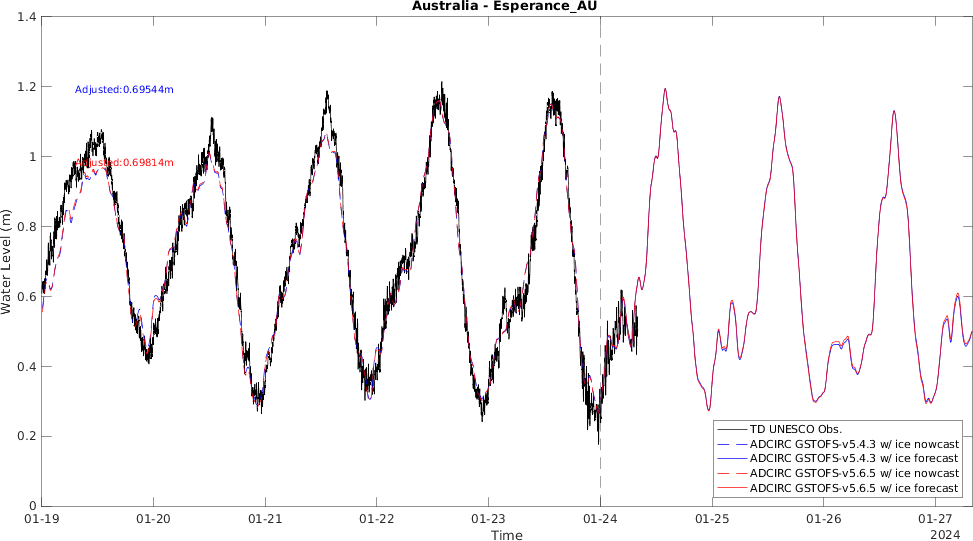 Australia - Esperance_AU
1.4
1.2
1
0.8
0.6
0.4
0.2
0
Water Level (m)
Adjusted:0.69544m
Adjusted:0.69814m
TD UNESCO Obs.
ADCIRC GSTOFS-v5.4.3 w/ ice nowcast
ADCIRC GSTOFS-v5.4.3 w/ ice forecast
ADCIRC GSTOFS-v5.6.5 w/ ice nowcast
ADCIRC GSTOFS-v5.6.5 w/ ice forecast
01-19 01-20 01-21 01-22 01-23 01-24 01-25 01-26 01-27
Time
2024